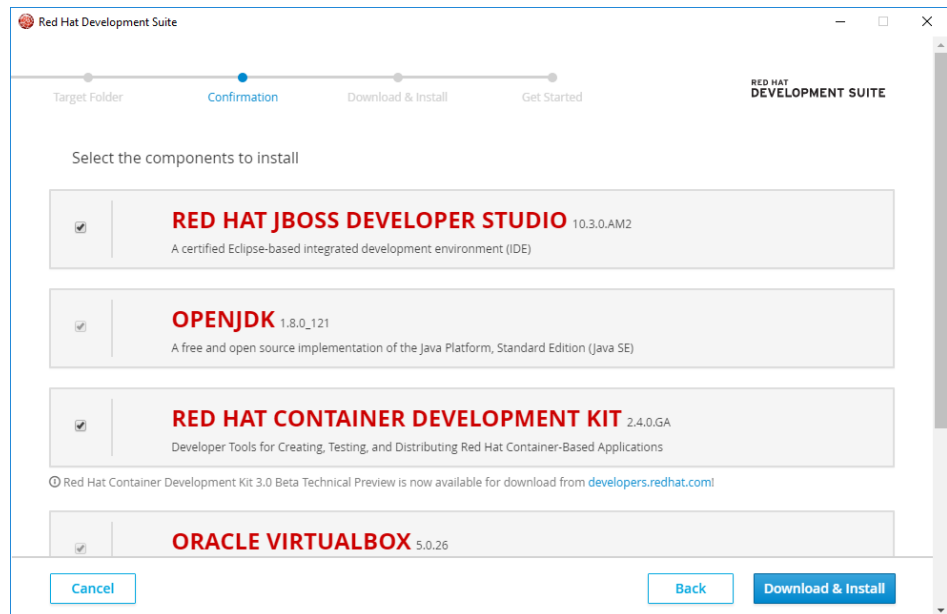 Red Hat Development Suite
Target Folder
Confirmation
Download & Install
Get Started
RED HAT
DEVELOPMENT SUITE
Select the components to install
RED HAT JBOSS DEVELOPER STUDIO 10.3.0.AM2
A certified Eclipse-based integrated development environment (IDE)
OPENJDK 1.8.0_121
A free and open source implementation of the Java Platform, Standard Edition (Java SE)
RED HAT CONTAINER DEVELOPMENT KIT 2.4.0.GA
Developer Tools for Creating, Testing, and Distributing Red Hat Container-Based Applications
Red Hat Container Development Kit 3.0 Beta Technical Preview is now available for download from developers.redhat.com!
ORACLE VIRTUALBOX 5.0.26
Cancel
Back
Download & Install